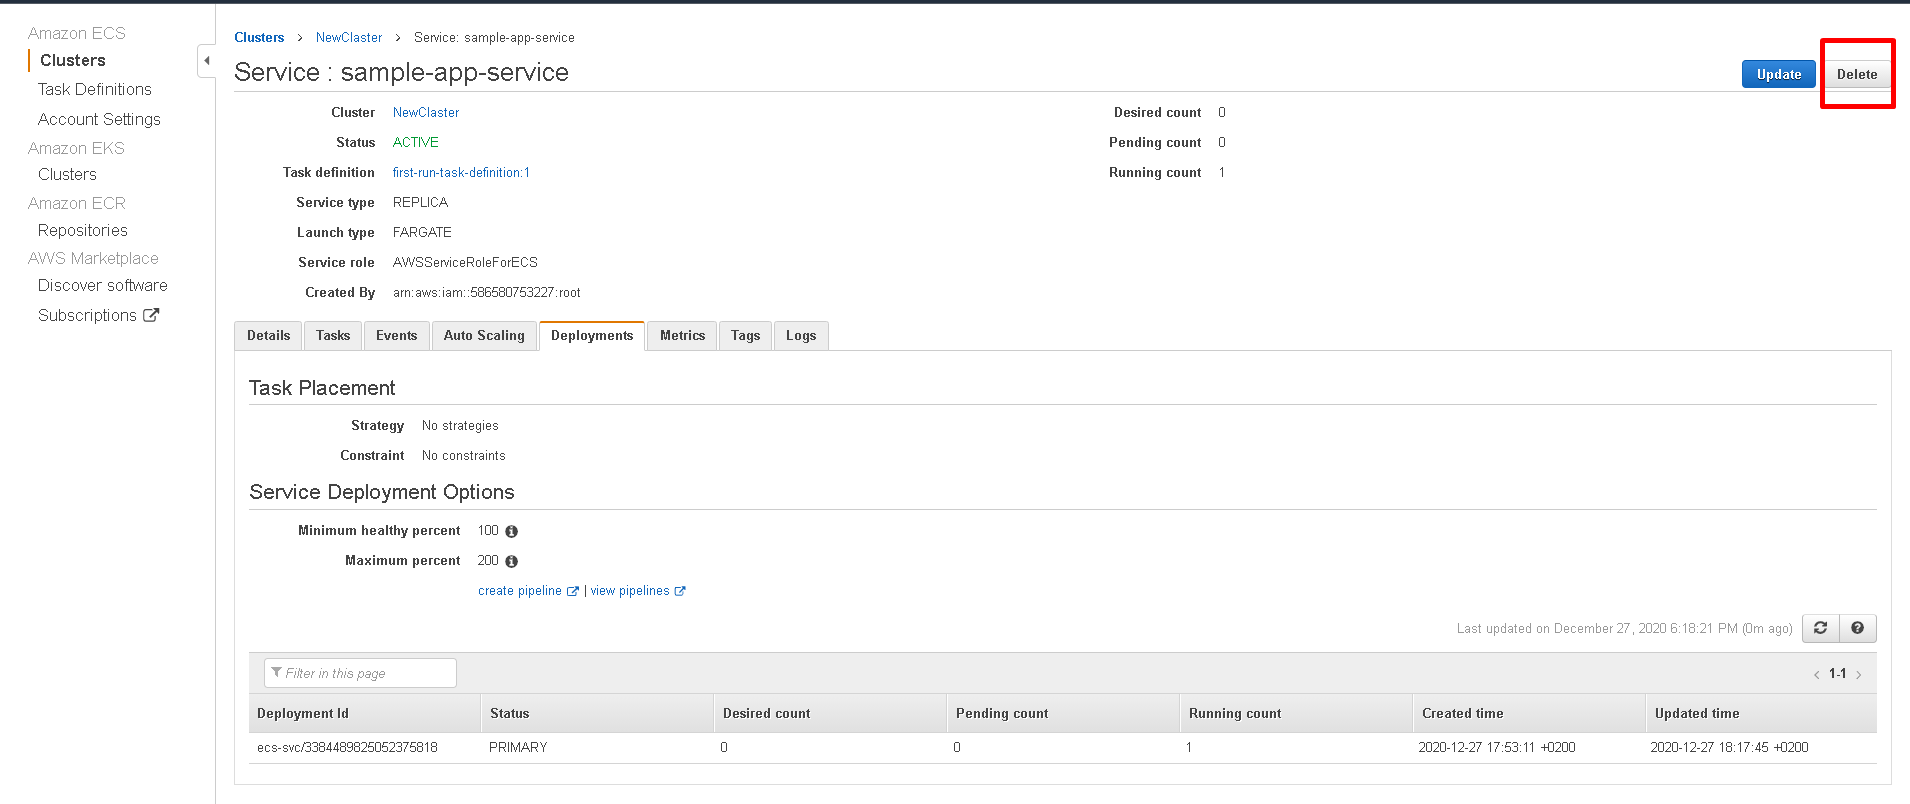 Amazon ECS
Clusters
Task Definitions
Account Settings
Amazon EKS
Clusters
Amazon ECR
Repositories
AWS Marketplace
Discover software
Subscriptions
Clusters > NewClaster > Service: sample-app-service
Service : sample-app-service
Update Delete
Cluster NewClaster
Status ACTIVE
Task definition first-run-task-definition:1
Service type REPLICA
Launch type FARGATE
Service role AWSServiceRoleForECS
Created By arn:aws:iam::586580753227:root
Desired count 0
Pending count 0
Running count 1
Details Tasks Events Auto Scaling Deployments Metrics Tags Logs
Task Placement
Strategy No strategies
Constraint No constraints
Service Deployment Options
Minimum healthy percent 100
Maximum percent 200
create pipeline | view pipelines
Last updated on December 27, 2020 6:18:21 PM (0m ago)
Filter in this page < 1-1 >
Deployment Id Status Desired count Pending count Running count Created time Updated time
ecs-svc/3384489825052375818 PRIMARY 0 0 1 2020-12-27 17:53:11 +0200 2020-12-27 18:17:45 +0200